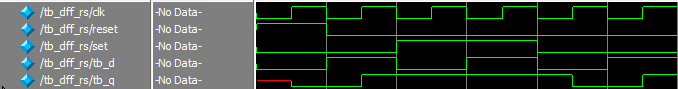 /tb_dff_rs/clk -No Data-
/tb_dff_rs/reset -No Data-
/tb_dff_rs/set -No Data-
/tb_dff_rs/tb_d -No Data-
/tb_dff_rs/tb_q -No Data-